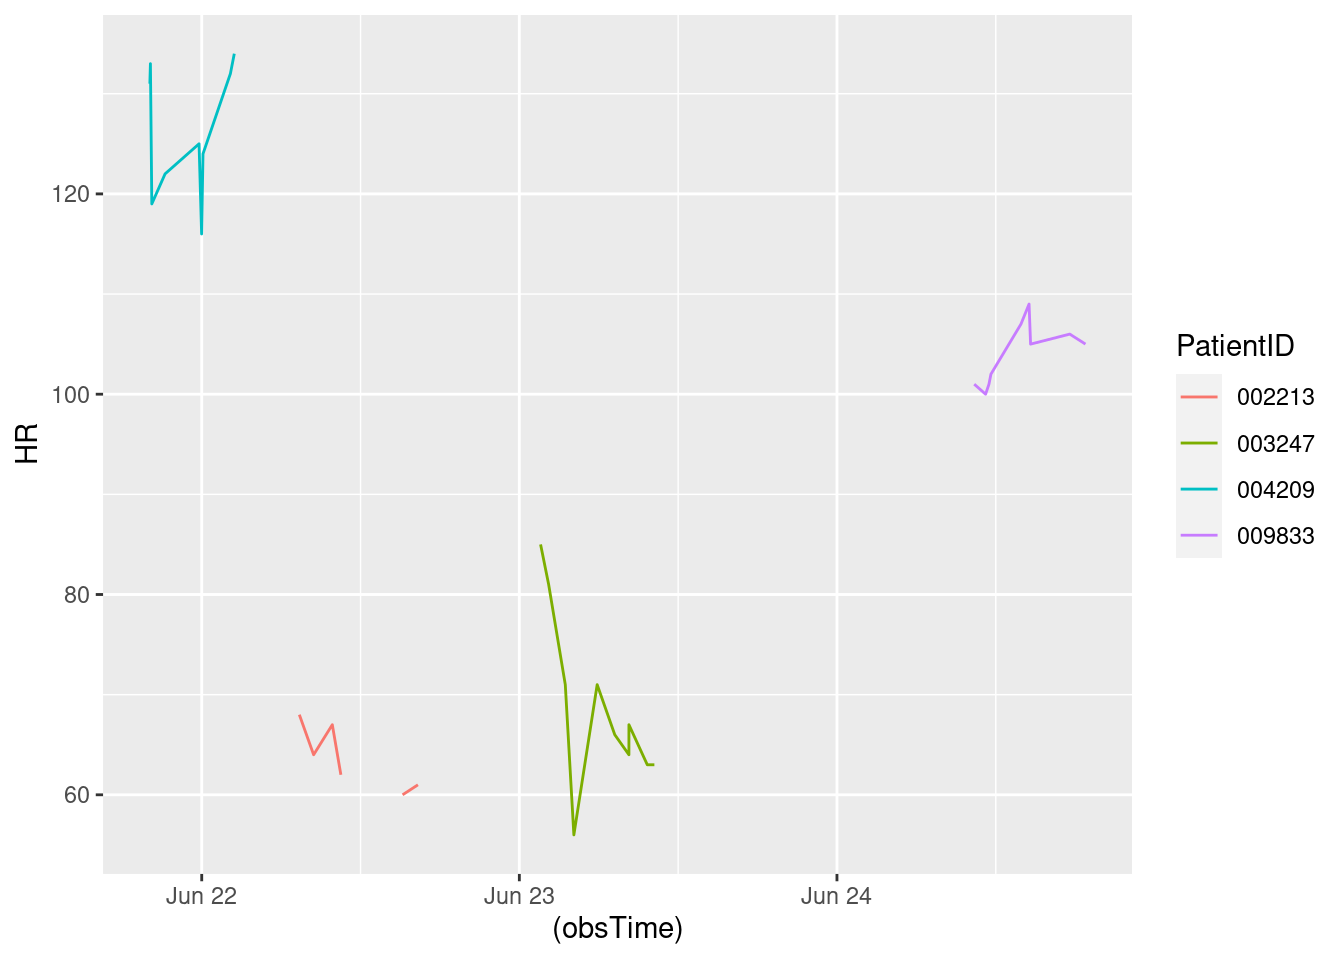 HR
120
100
80
60
Jun 22
Jun 23
Jun 24
(obsTime)
PatientID
002213
003247
004209
009833